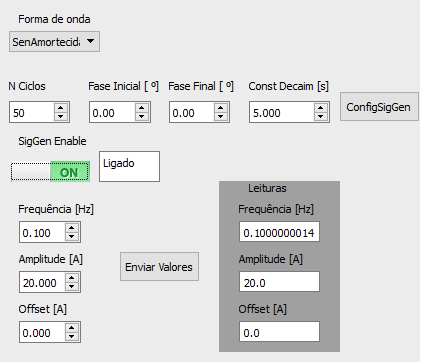 Forma de onda
SenAmortecida
N Ciclos Fase Inicial [ º] Fase Final [ º] Const Decaim [s]
50 0.00 0.00 5.000 ConfigSigGen
SigGen Enable
ON Ligado
Leituras
Frequência [Hz] Frequência [Hz]
0.100 0.1000000014
Amplitude [A] Enviar Valores Amplitude [A]
20.000 20.0
Offset [A] Offset [A]
0.000 0.0